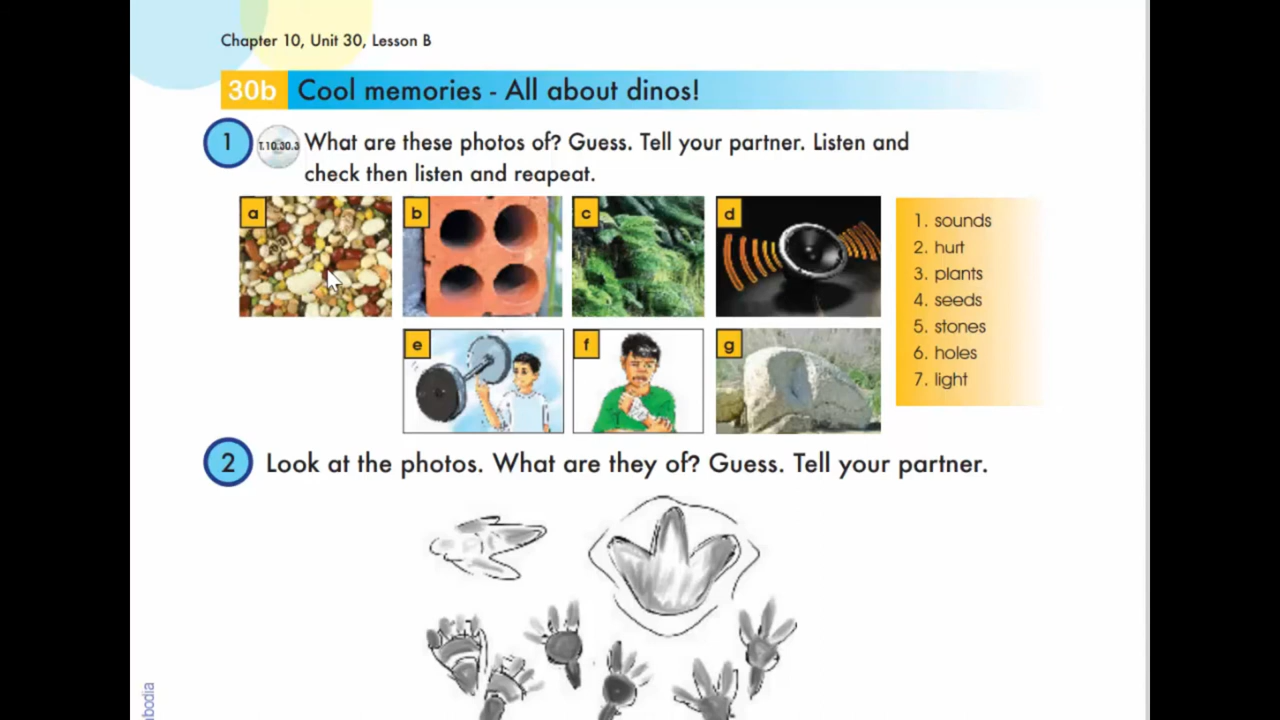 Chapter 10, Unit 30, Lesson B
30b Cool memories - All about dinos!
1 T.10.30.3 What are these photos of? Guess. Tell your partner. Listen and
check then listen and reapeat.
a b c d
1. sounds
2. hurt
3. plants
4. seeds
5. stones
6. holes
7. light
e f g
2 Look at the photos. What are they of? Guess. Tell your partner.
bodia